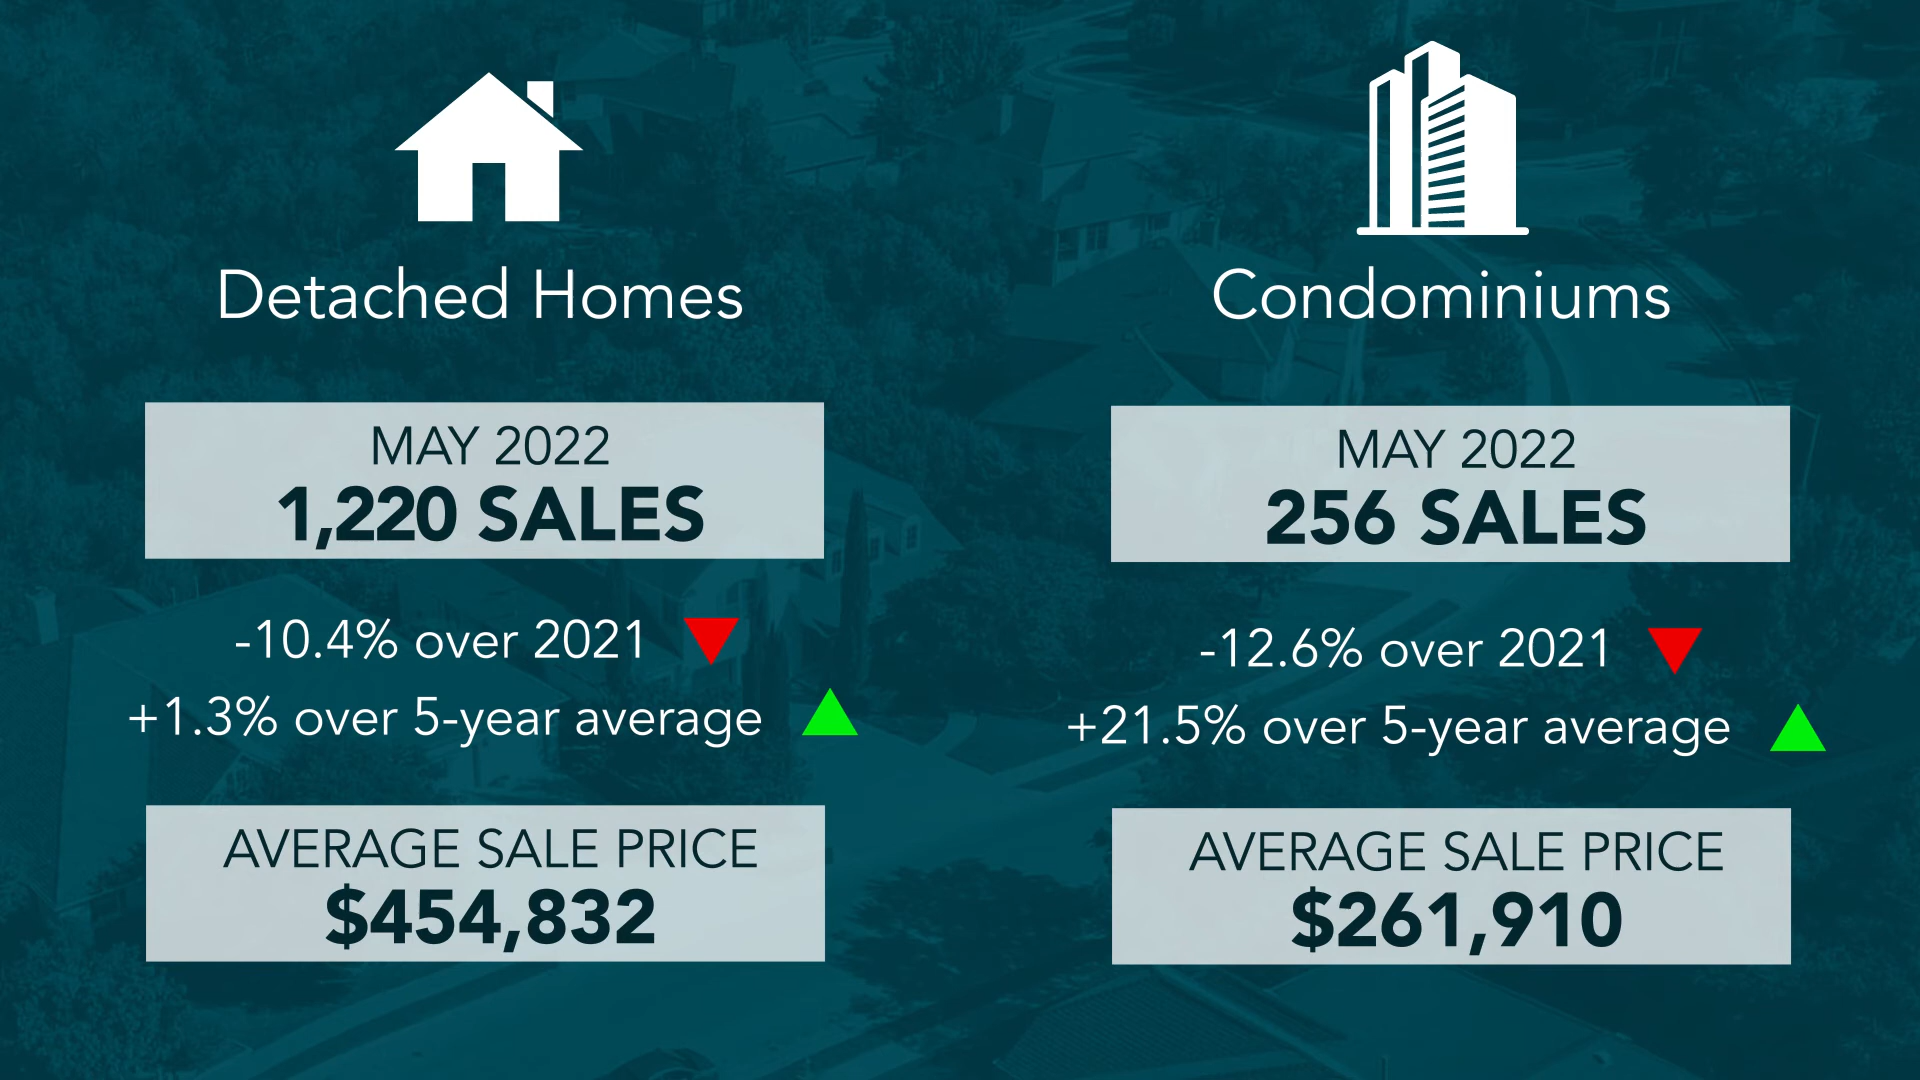 Detached Homes
MAY 2022
1,220 SALES
-10.4% over 2021
+1.3% over 5-year average
AVERAGE SALE PRICE
$454,832
Condominiums
MAY 2022
256 SALES
-12.6% over 2021
+21.5% over 5-year average
AVERAGE SALE PRICE
$261,910